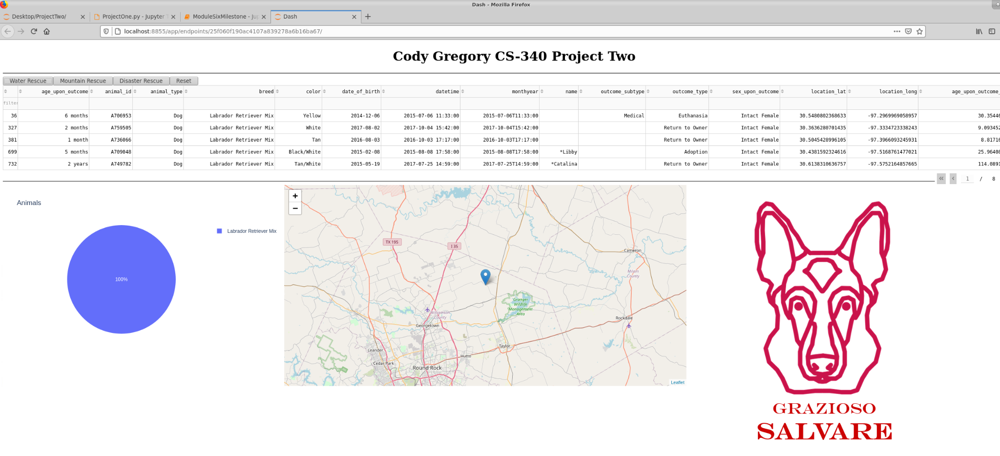 Dash - Mozilla Firefox
Desktop/ProjectTwo/ ProjectOne.py - Jupyter T ModuleSixMilestone - Jup Dash
localhost:8855/app/endpoints/25f060f190ac4107a839278a6b16ba67/
Cody Gregory CS-340 Project Two
Water Rescue Mountain Rescue Disaster Rescue Reset
age_upon_outcome animal_id animal_type breed color date_of_birth datetime monthyear name outcome_subtype outcome_type sex_upon_outcome location_lat location_long age_upon_outcome_
filter
36 6 months A706953 Dog Labrador Retriever Mix Yellow 2014-12-06 2015-07-06 11:33:00 2015-07-06T11:33:00 Medical Euthanasia Intact Female 30.5480802368633 -97.2969969058957 30.35446
327 2 months A759505 Dog Labrador Retriever Mix White 2017-08-02 2017-10-04 15:42:00 2017-10-04T15:42:00 Return to Owner Intact Female 30.3636280701435 -97.3334723338243 9.093452
381 1 month A736066 Dog Labrador Retriever Mix Tan 2016-08-03 2016-10-03 17:17:00 2016-10-03T17:17:00 Return to Owner Intact Female 30.5045428996105 -97.3966093245931 8.81716
699 5 months A709048 Dog Labrador Retriever Mix Black/White 2015-02-08 2015-08-08 17:58:00 2015-08-08T17:58:00 *Libby Adoption Intact Female 30.4381592324616 -97.5168761477021 25.96408
732 2 years A749782 Dog Labrador Retriever Mix Tan/White 2015-05-19 2017-07-25 14:59:00 2017-07-25T14:59:00 *Catalina Return to Owner Intact Female 30.6138310636757 -97.5752164857665 114.0891
1 / 8
Animals
Labrador Retriever Mix
100%
+
−
TX 195
I 35
Cameron
Milam
County
Granger
Wildlife
Management
Area
Williamson
County
Georgetown
Rockdale
Taylor
Leander
Hutto
Cedar Park
Round Rock
Leaflet
GRAZIOSO
SALVARE